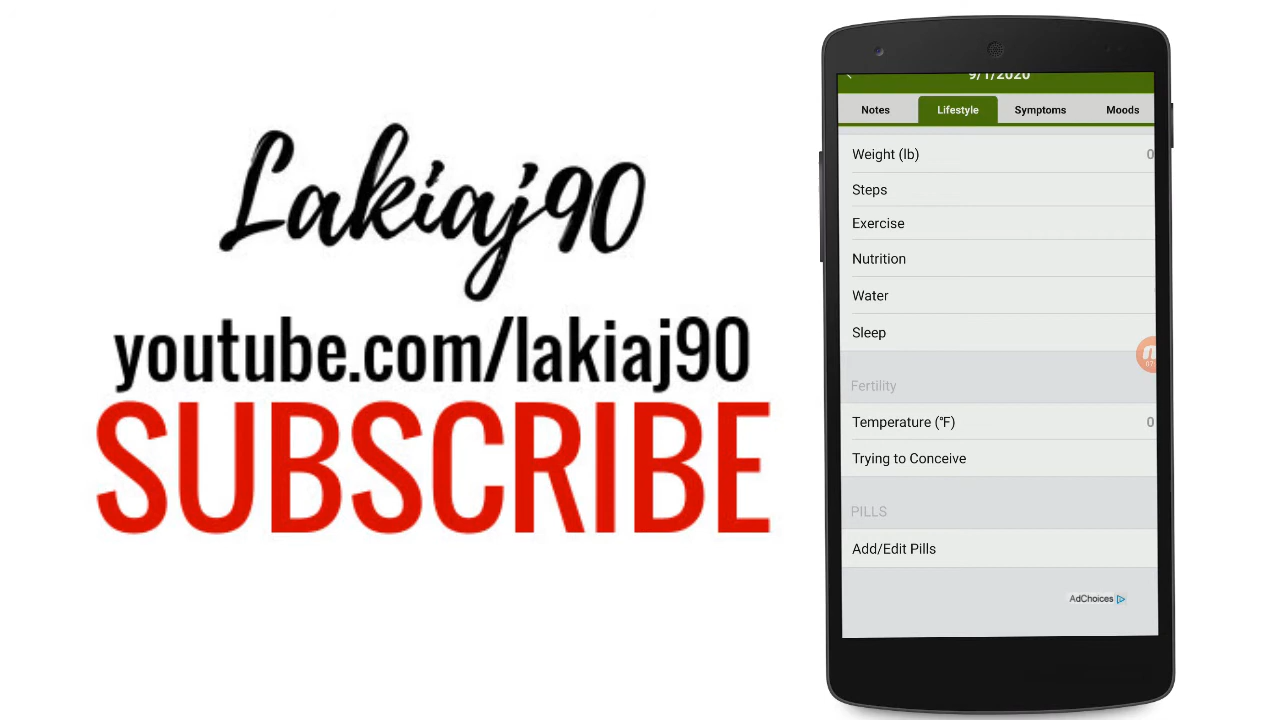 Lakiaj90
youtube.com/lakiaj90
SUBSCRIBE
9/1/2020
Notes Lifestyle Symptoms Moods
Weight (lb) 0
Steps
Exercise
Nutrition
Water
Sleep
Fertility
Temperature (°F) 0
Trying to Conceive
PILLS
Add/Edit Pills
AdChoices